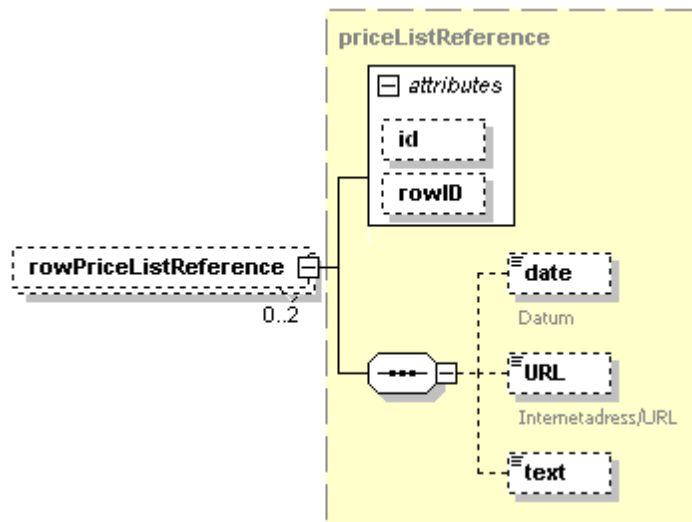 priceListReference
attributes
id
rowID
rowPriceListReference
0..2
date
Datum
URL
Internetadress/URL
text